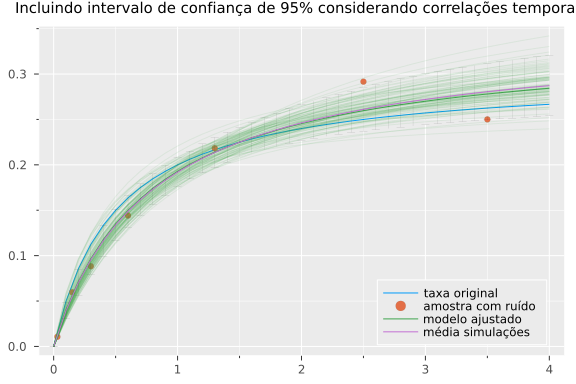 Incluindo intervalo de confiança de 95% considerando correlações tempora
0.3
0.2
0.1
0.0
0
1
2
3
4
taxa original
amostra com ruído
modelo ajustado
média simulações